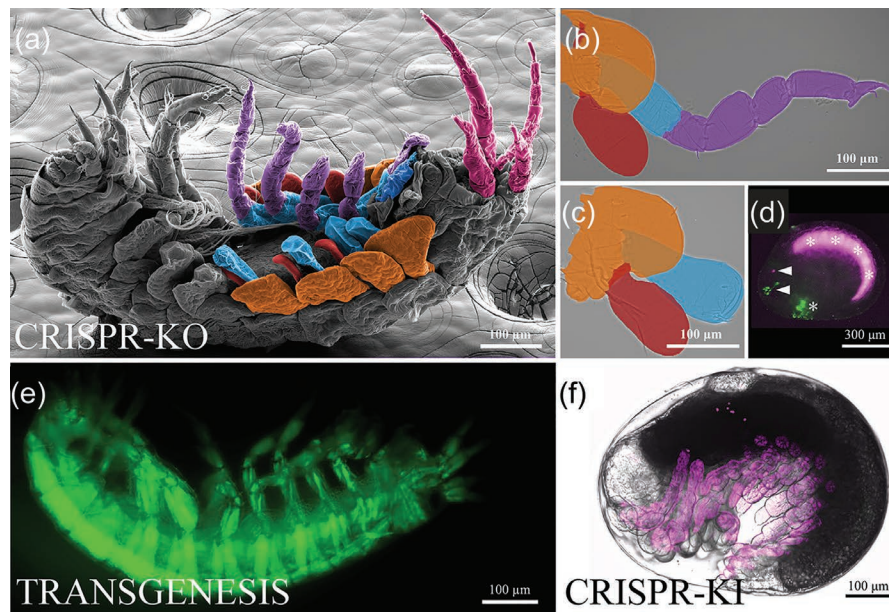 (a)
CRISPR-KO
100 µm
(b)
100 µm
(c)
100 µm
(d)
* * * * *
300 µm
(e)
TRANSGENESIS
100 µm
(f)
CRISPR-KI
100 µm